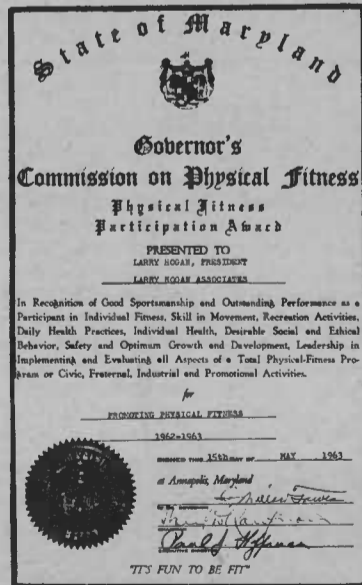 State of Maryland
Governor's
Commission on Physical Fitness
Physical Fitness
Participation Award
PRESENTED TO
LARRY HOGAN, PRESIDENT
LARRY HOGAN ASSOCIATES
In Recognition of Good Sportsmanship and Outstanding Performance as a
Participant in Individual Fitness, Skill in Movement, Recreation Activities,
Daily Health Practices, Individual Health, Desirable Social and Ethical
Behavior, Safety and Optimum Growth and Development, Leadership in
Implementing and Evaluating all Aspects of a Total Physical-Fitness Pro-
gram or Civic, Fraternal, Industrial and Promotional Activities.
for
PROMOTING PHYSICAL FITNESS
1962-1963
THIS 15th DAY OF MAY 1963
at Annapolis, Maryland
"IT'S FUN TO BE FIT"